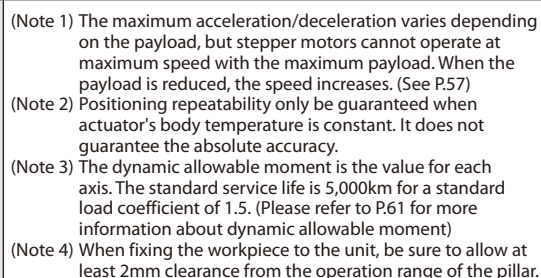 (Note 1) The maximum acceleration/deceleration varies depending
on the payload, but stepper motors cannot operate at
maximum speed with the maximum payload. When the
payload is reduced, the speed increases. (See P.57)
(Note 2) Positioning repeatability only be guaranteed when
actuator's body temperature is constant. It does not
guarantee the absolute accuracy.
(Note 3) The dynamic allowable moment is the value for each
axis. The standard service life is 5,000km for a standard
load coefficient of 1.5. (Please refer to P.61 for more
information about dynamic allowable moment)
(Note 4) When fixing the workpiece to the unit, be sure to allow at
least 2mm clearance from the operation range of the pillar.